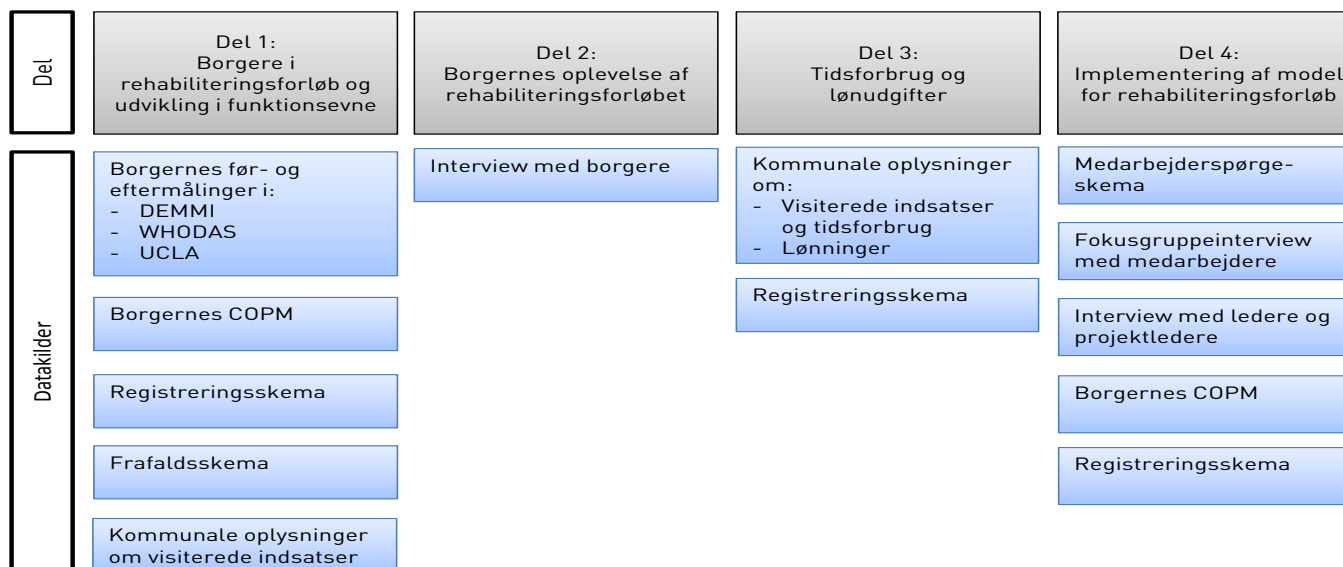 Del
Del 1:
Borgere i
rehabiliteringsforløb og
udvikling i funktionsevne
Del 2:
Borgernes oplevelse af
rehabiliteringsforløbet
Del 3:
Tidsforbrug og
lønudgifter
Del 4:
Implementering af model
for rehabiliteringsforløb
Datakilder
Borgernes før- og
eftermålinger i:
- DEMMI
- WHODAS
- UCLA
Borgernes COPM
Registreringsskema
Frafaldsskema
Kommunale oplysninger
om visiterede indsatser
Interview med borgere
Kommunale oplysninger
om:
- Visiterede indsatser
og tidsforbrug
- Lønninger
Registreringsskema
Medarbejderspørge-
skema
Fokusgruppeinterview
med medarbejdere
Interview med ledere og
projektledere
Borgernes COPM
Registreringsskema